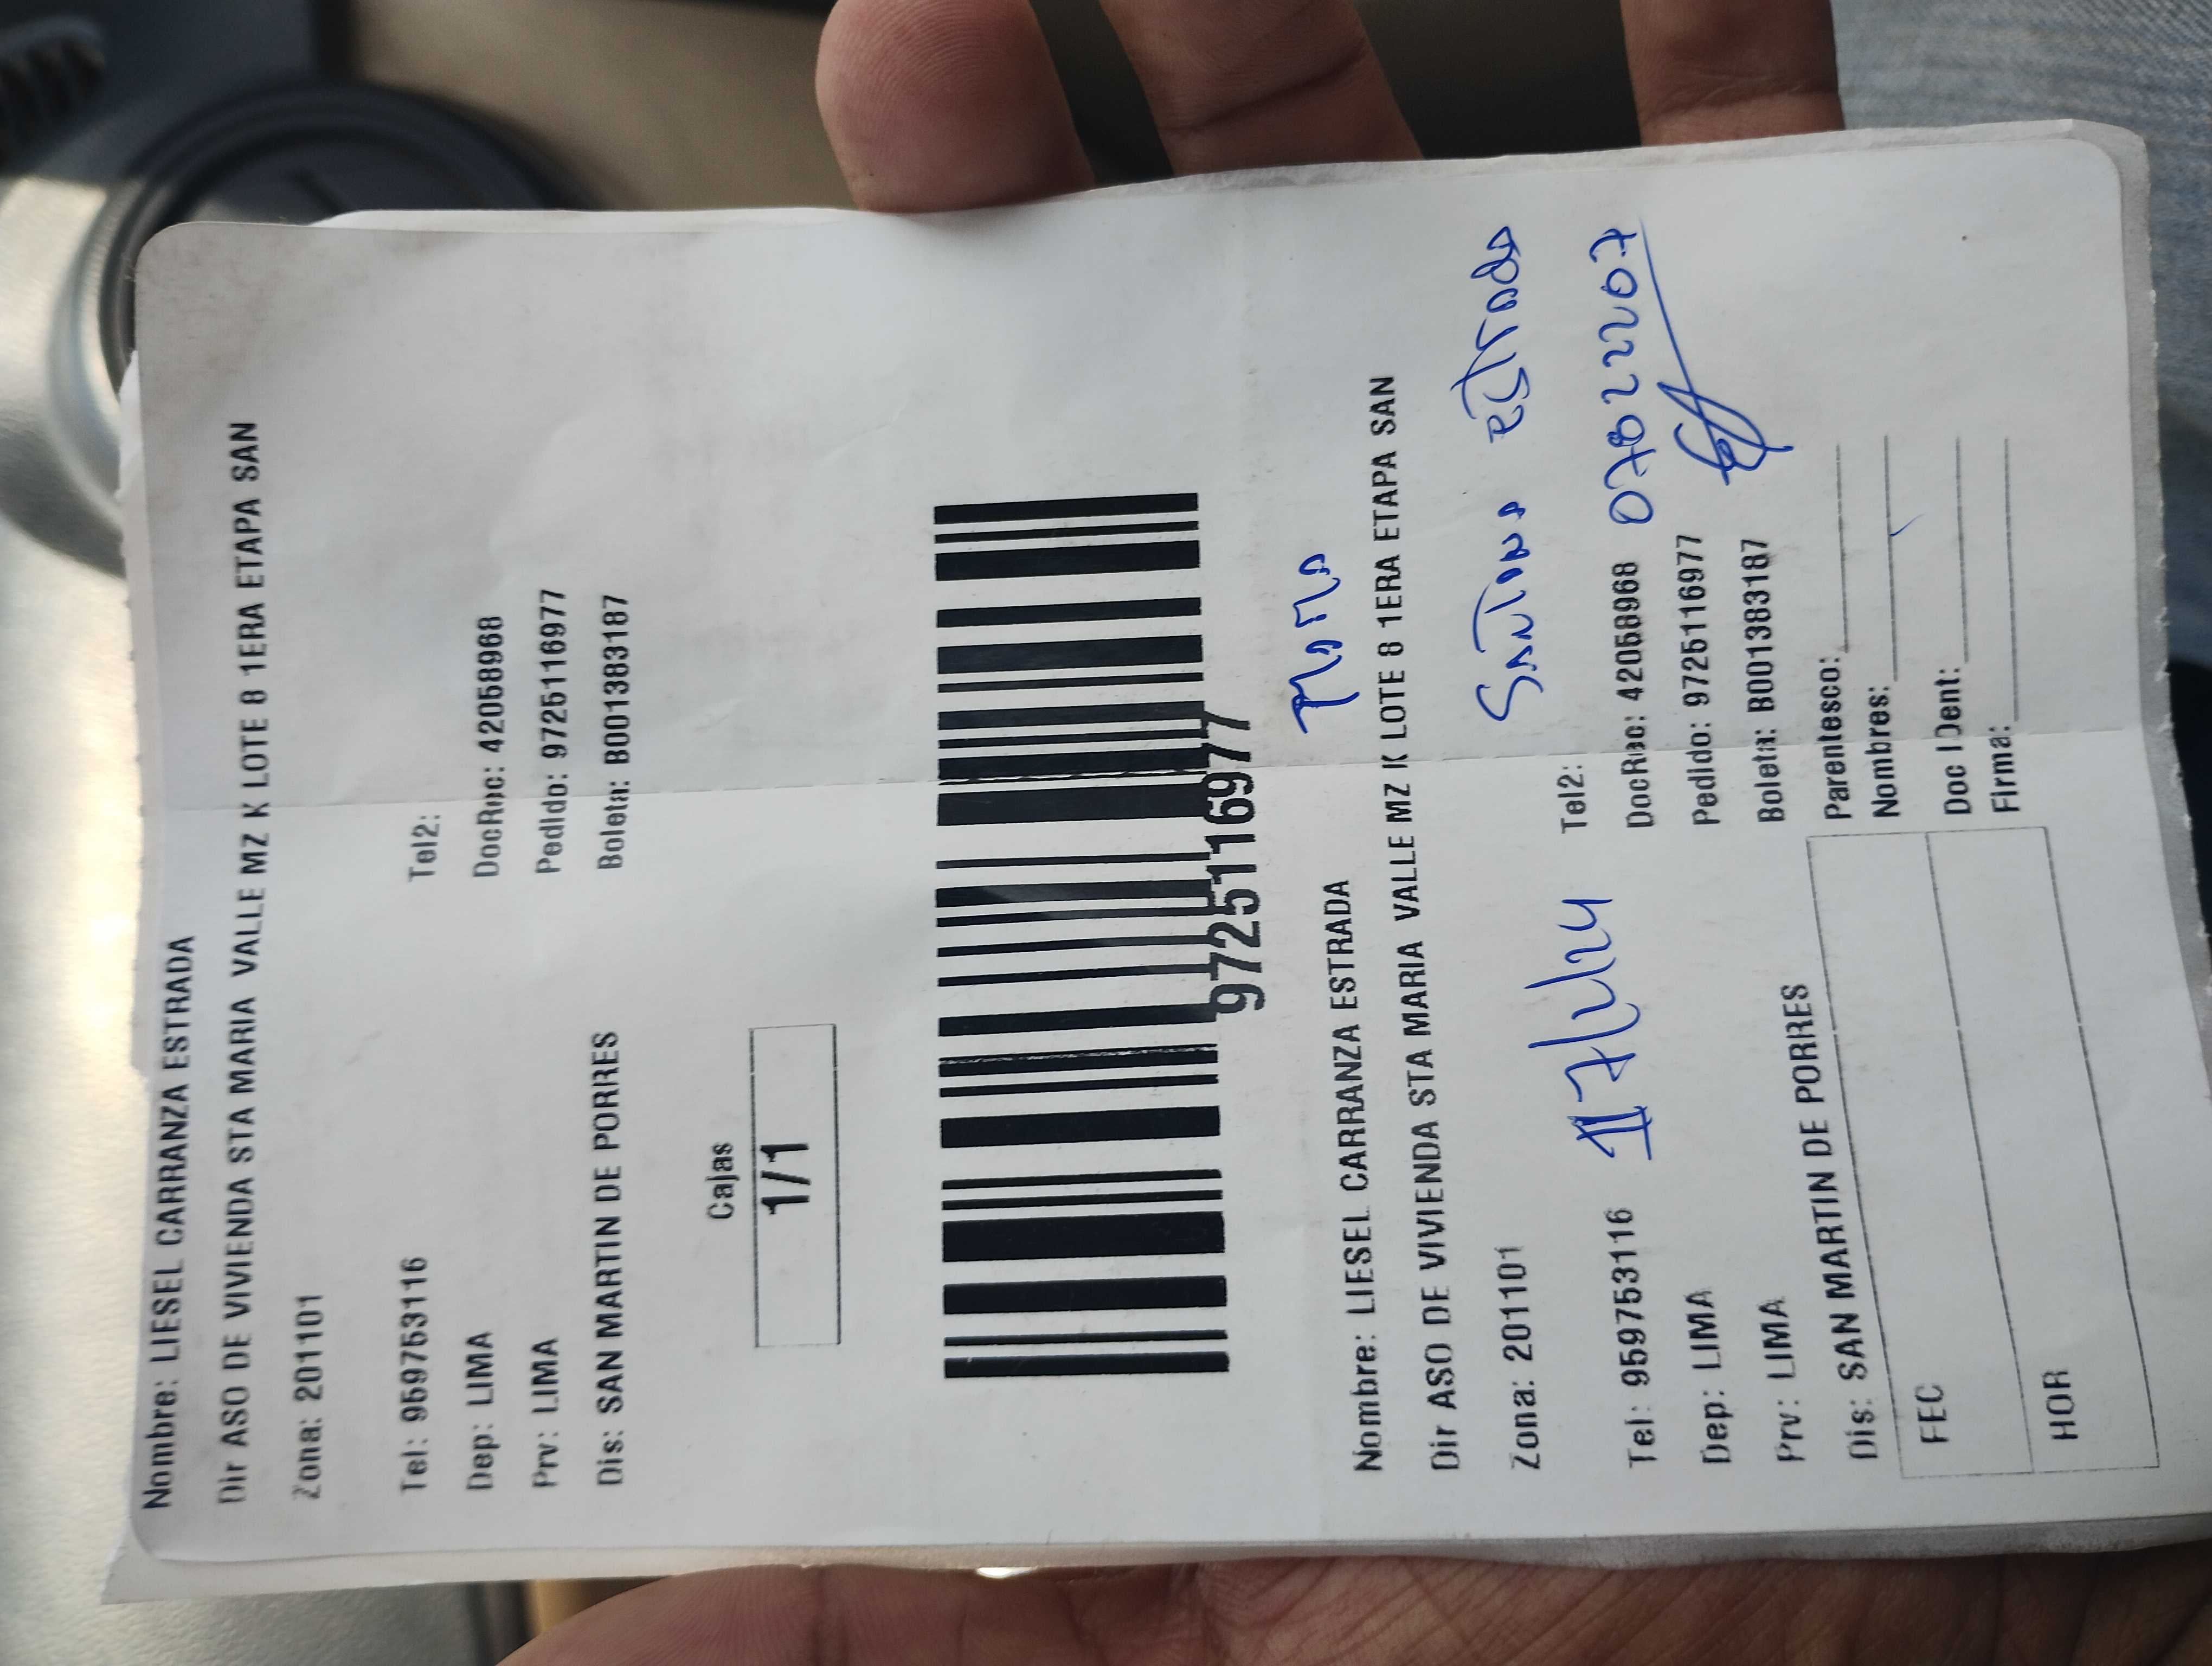 Nombre: LIESEL CARRANZA ESTRADA
Dir ASO DE VIVIENDA STA MARIA VALLE MZ K LOTE 8 1ERA ETAPA SAN
Zona: 201101
Tel: 959753116 Tel2:
Dep: LIMA DocRec: 42058968
Prv: LIMA Pedido: 9725116977
Dis: SAN MARTIN DE PORRES Boleta: B001383187
Cajas
1/1
9725116977
Nombre: LIESEL CARRANZA ESTRADA
Dir ASO DE VIVIENDA STA MARIA VALLE MZ K LOTE 8 1ERA ETAPA SAN
Santina Estrada
Zona: 201101 Tel2:
Tel: 959753116 DocRec: 42058968
Dep: LIMA Pedido: 9725116977
Prv: LIMA Boleta: B001383187
Dis: SAN MARTIN DE PORRES
Parentesco:
Nombres:
FEC
Doc IDent:
Firma:
HOR